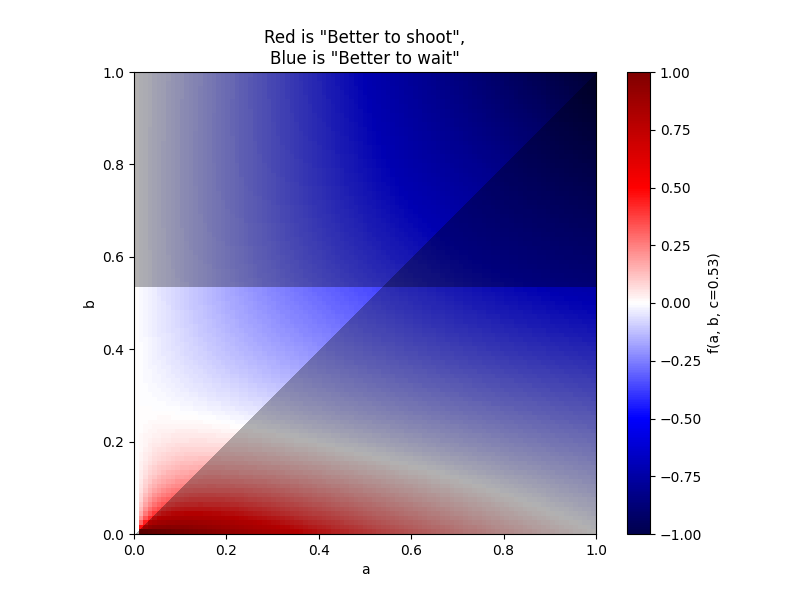 Red is "Better to shoot",
Blue is "Better to wait"
1.0
0.8
0.6
0.4
0.2
0.0
b
0.0 0.2 0.4 0.6 0.8 1.0
a
1.00
0.75
0.50
0.25
0.00
−0.25
−0.50
−0.75
−1.00
f(a, b, c=0.53)